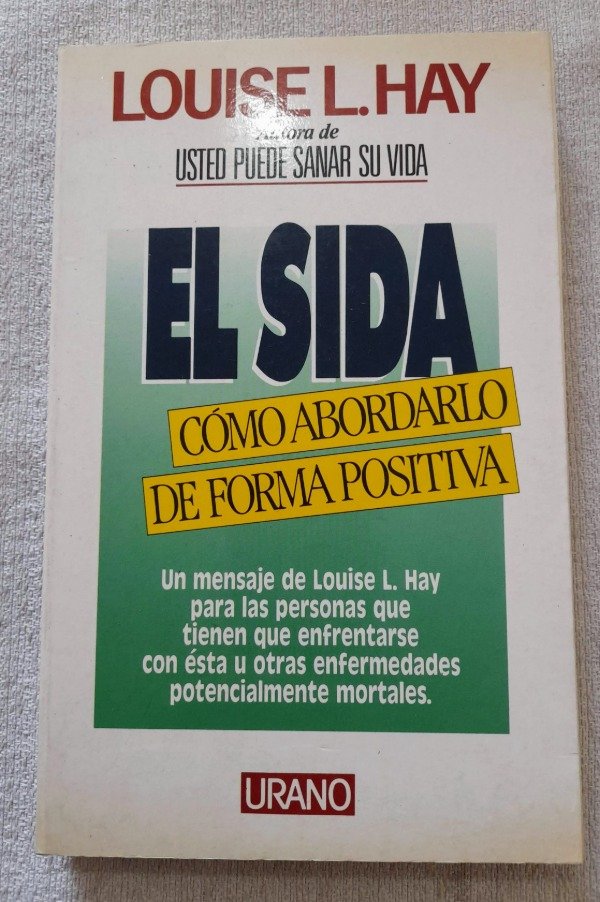 LOUISE L. HAY
Autora de
USTED PUEDE SANAR SU VIDA
EL SIDA
CÓMO ABORDARLO
DE FORMA POSITIVA
Un mensaje de Louise L. Hay
para las personas que
tienen que enfrentarse
con ésta u otras enfermedades
potencialmente mortales.
URANO